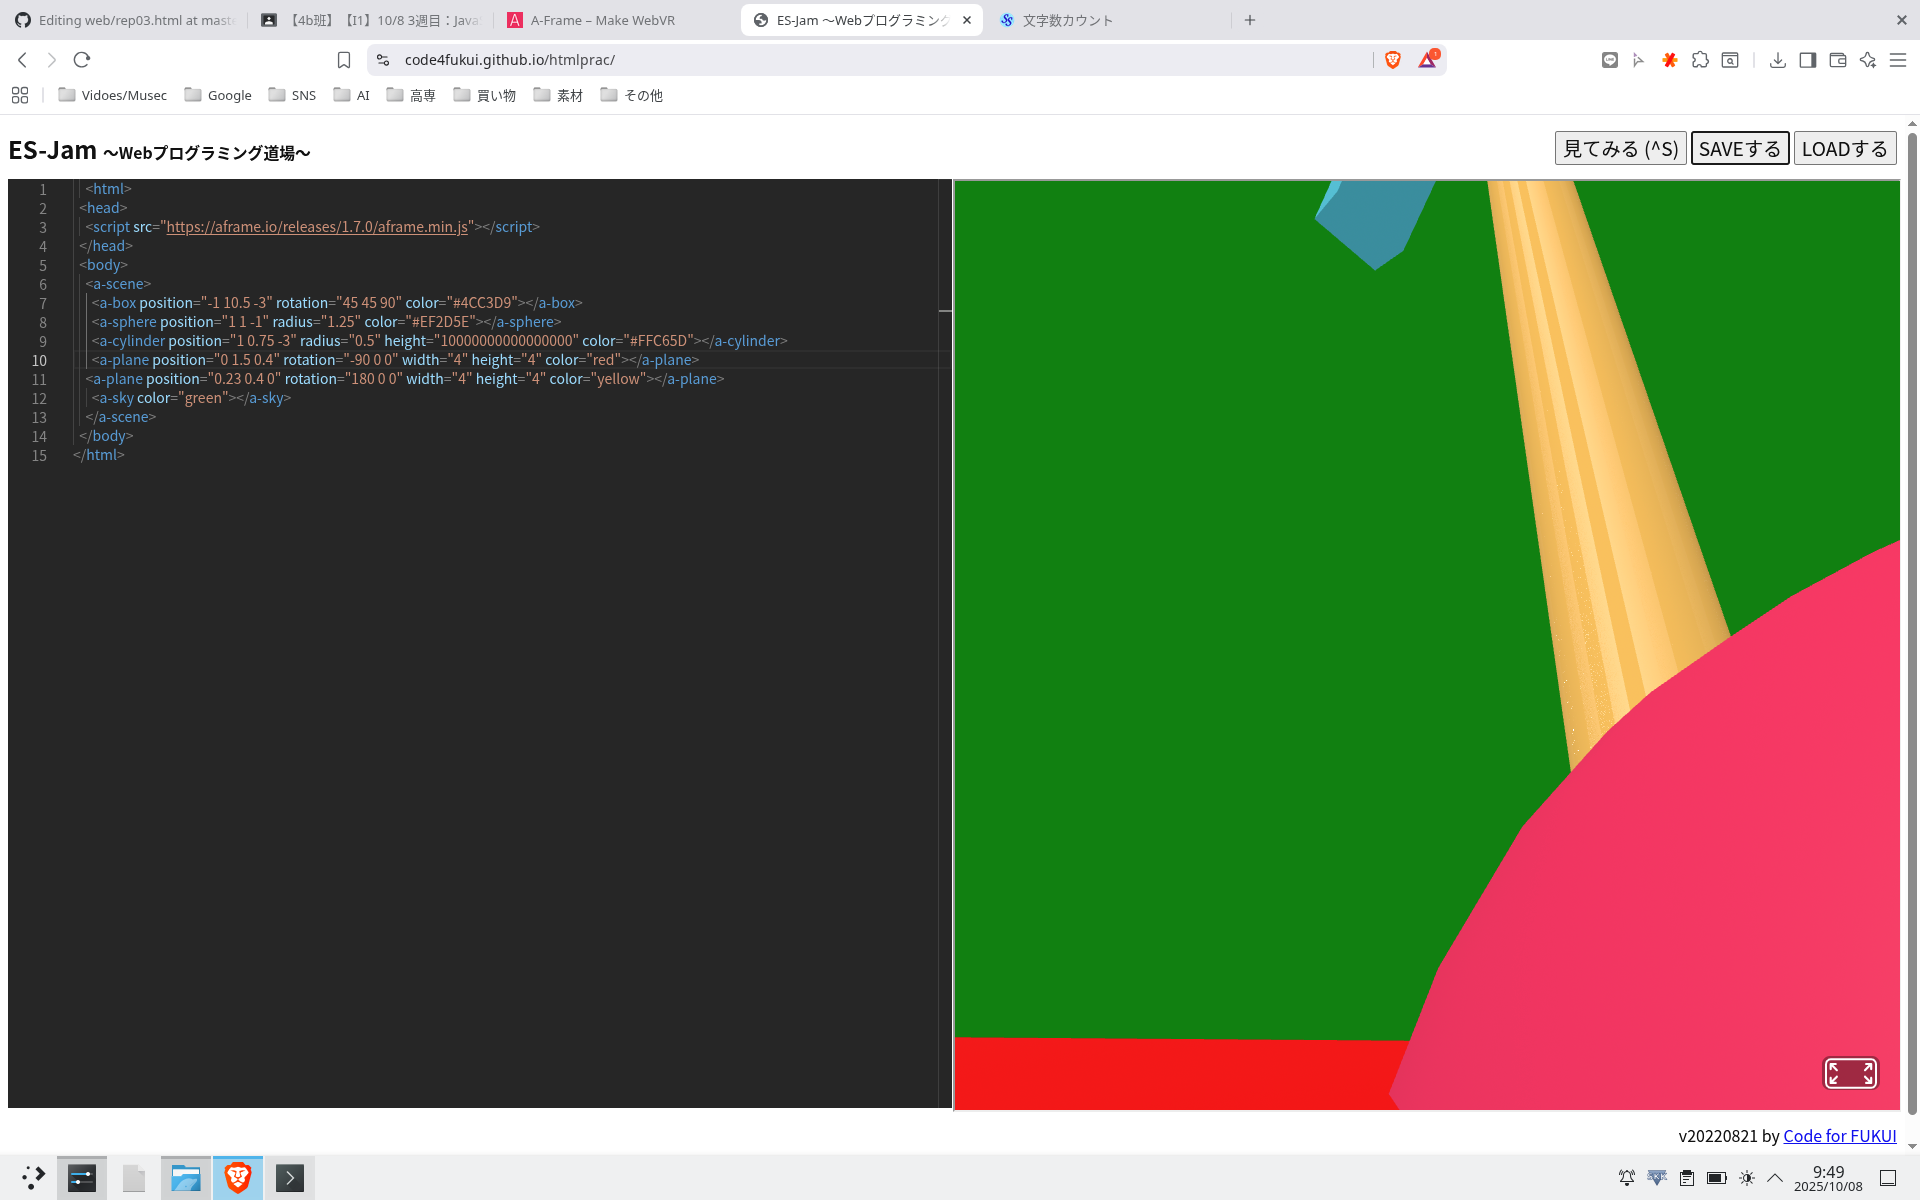 Editing web/rep03.html at mast
【4b班】【I1】10/8 3週目：Java
A-Frame – Make WebVR
ES-Jam 〜Webプログラミング
文字数カウント
code4fukui.github.io/htmlprac/
Vidoes/Musec
Google
SNS
AI
高専
買い物
素材
その他
ES-Jam 〜Webプログラミング道場〜
見てみる (^S)
SAVEする
LOADする
1 <html>
2 <head>
3 <script src="https://aframe.io/releases/1.7.0/aframe.min.js"></script>
4 </head>
5 <body>
6 <a-scene>
7 <a-box position="-1 10.5 -3" rotation="45 45 90" color="#4CC3D9"></a-box>
8 <a-sphere position="1 1 -1" radius="1.25" color="#EF2D5E"></a-sphere>
9 <a-cylinder position="1 0.75 -3" radius="0.5" height="10000000000000000" color="#FFC65D"></a-cylinder>
10 <a-plane position="0 1.5 0.4" rotation="-90 0 0" width="4" height="4" color="red"></a-plane>
11 <a-plane position="0.23 0.4 0" rotation="180 0 0" width="4" height="4" color="yellow"></a-plane>
12 <a-sky color="green"></a-sky>
13 </a-scene>
14 </body>
15 </html>
v20220821 by Code for FUKUI
9:49
2025/10/08